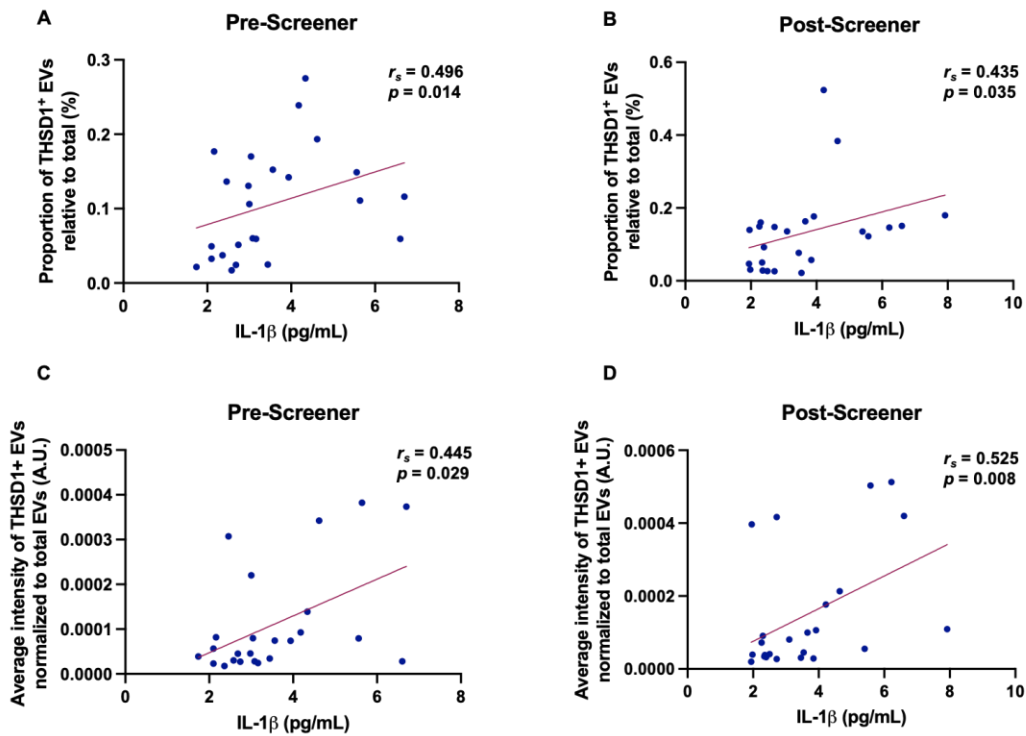 A
Pre-Screener
Proportion of THSD1⁺ EVs
relative to total (%)
0.3
0.2
0.1
0.0
r_s = 0.496
p = 0.014
0 2 4 6 8
IL-1β (pg/mL)
B
Post-Screener
Proportion of THSD1⁺ EVs
relative to total (%)
0.6
0.4
0.2
0.0
r_s = 0.435
p = 0.035
0 2 4 6 8 10
IL-1β (pg/mL)
C
Pre-Screener
Average intensity of THSD1+ EVs
normalized to total EVs (A.U.)
0.0005
0.0004
0.0003
0.0001
0.0001
0.0000
r_s = 0.445
p = 0.029
0 2 4 6 8
IL-1β (pg/mL)
D
Post-Screener
Average intensity of THSD1+ EVs
normalized to total EVs (A.U.)
0.0006
0.0004
0.0002
0.0000
r_s = 0.525
p = 0.008
0 2 4 6 8 10
IL-1β (pg/mL)